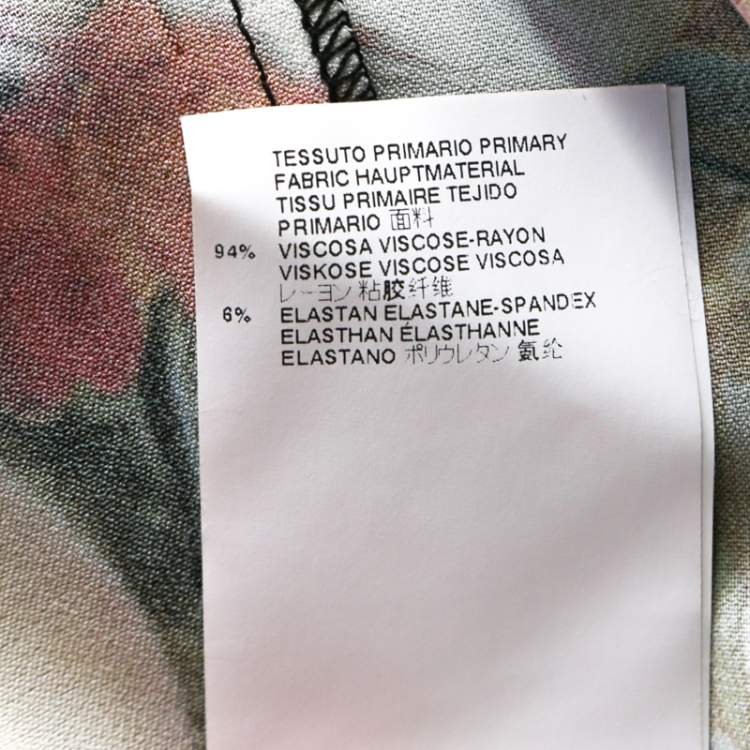 TESSUTO PRIMARIO PRIMARY
FABRIC HAUPTMATERIAL
TISSU PRIMAIRE TEJIDO
PRIMARIO 面料
94% VISCOSA VISCOSE-RAYON
VISKOSE VISCOSE VISCOSA
レーヨン 粘胶纤维
6% ELASTAN ELASTANE-SPANDEX
ELASTHAN ÉLASTHANNE
ELASTANO ポリウレタン 氨纶